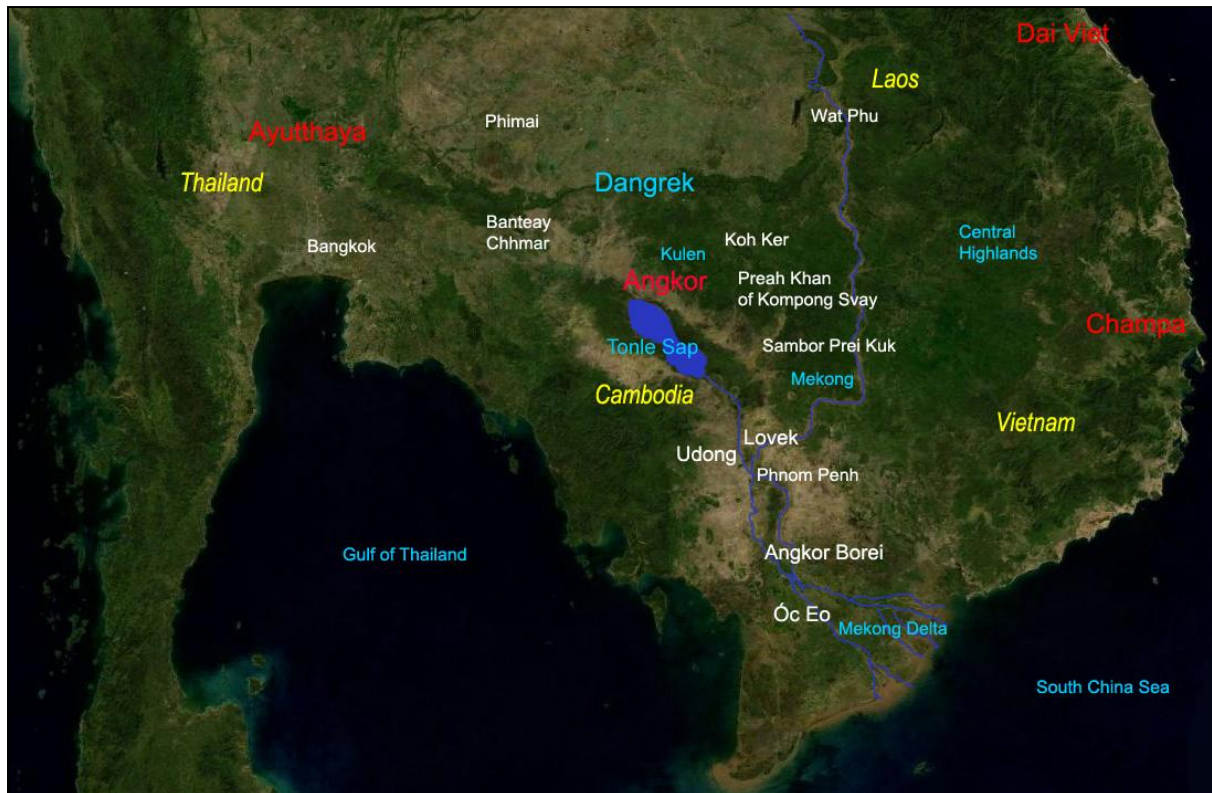 Dai Viet
Laos
Wat Phu
Phimai
Ayutthaya
Thailand
Dangrek
Banteay
Chhmar
Bangkok
Koh Ker
Central
Highlands
Kulen
Angkor
Preah Khan
of Kompong Svay
Champa
Tonle Sap
Sambor Prei Kuk
Mekong
Cambodia
Vietnam
Lovek
Udong
Phnom Penh
Gulf of Thailand
Angkor Borei
Óc Eo
Mekong Delta
South China Sea